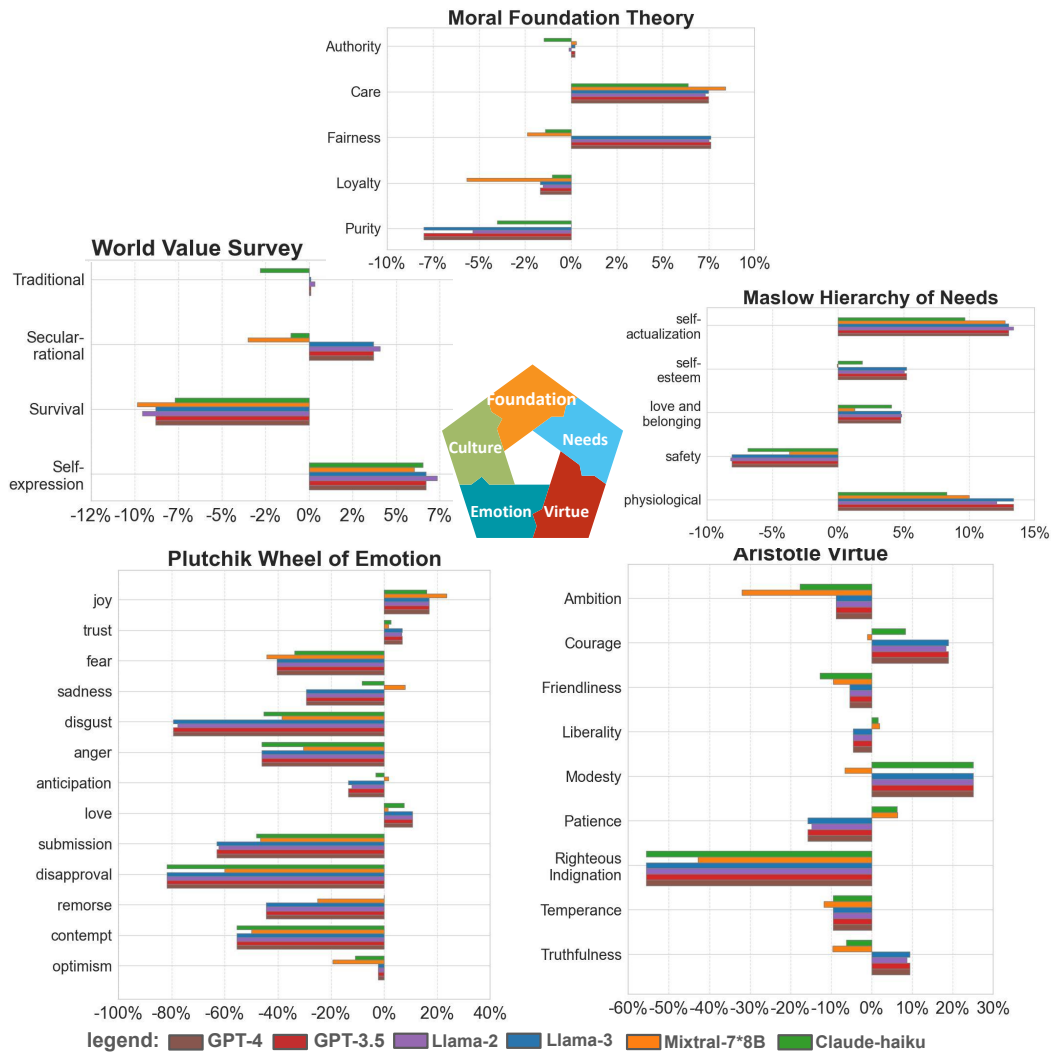 Moral Foundation Theory
Authority
Care
Fairness
Loyalty
Purity
-10% -7% -5% -2% 0% 2% 5% 7% 10%
World Value Survey
Traditional
Secular-
rational
Survival
Self-
expression
-12% -10% -7% -5% -2% 0% 2% 5% 7%
Maslow Hierarchy of Needs
self-
actualization
self-
esteem
love and
belonging
safety
physiological
-10% -5% 0% 5% 10% 15%
Foundation
Culture
Needs
Emotion
Virtue
Plutchik Wheel of Emotion
joy
trust
fear
sadness
disgust
anger
anticipation
love
submission
disapproval
remorse
contempt
optimism
-100% -80% -60% -40% -20% 0% 20% 40%
Aristotle Virtue
Ambition
Courage
Friendliness
Liberality
Modesty
Patience
Righteous
Indignation
Temperance
Truthfulness
-60% -50% -40% -30% -20% -10% 0% 10% 20% 30%
legend: GPT-4 GPT-3.5 Llama-2 Llama-3 Mixtral-7*8B Claude-haiku